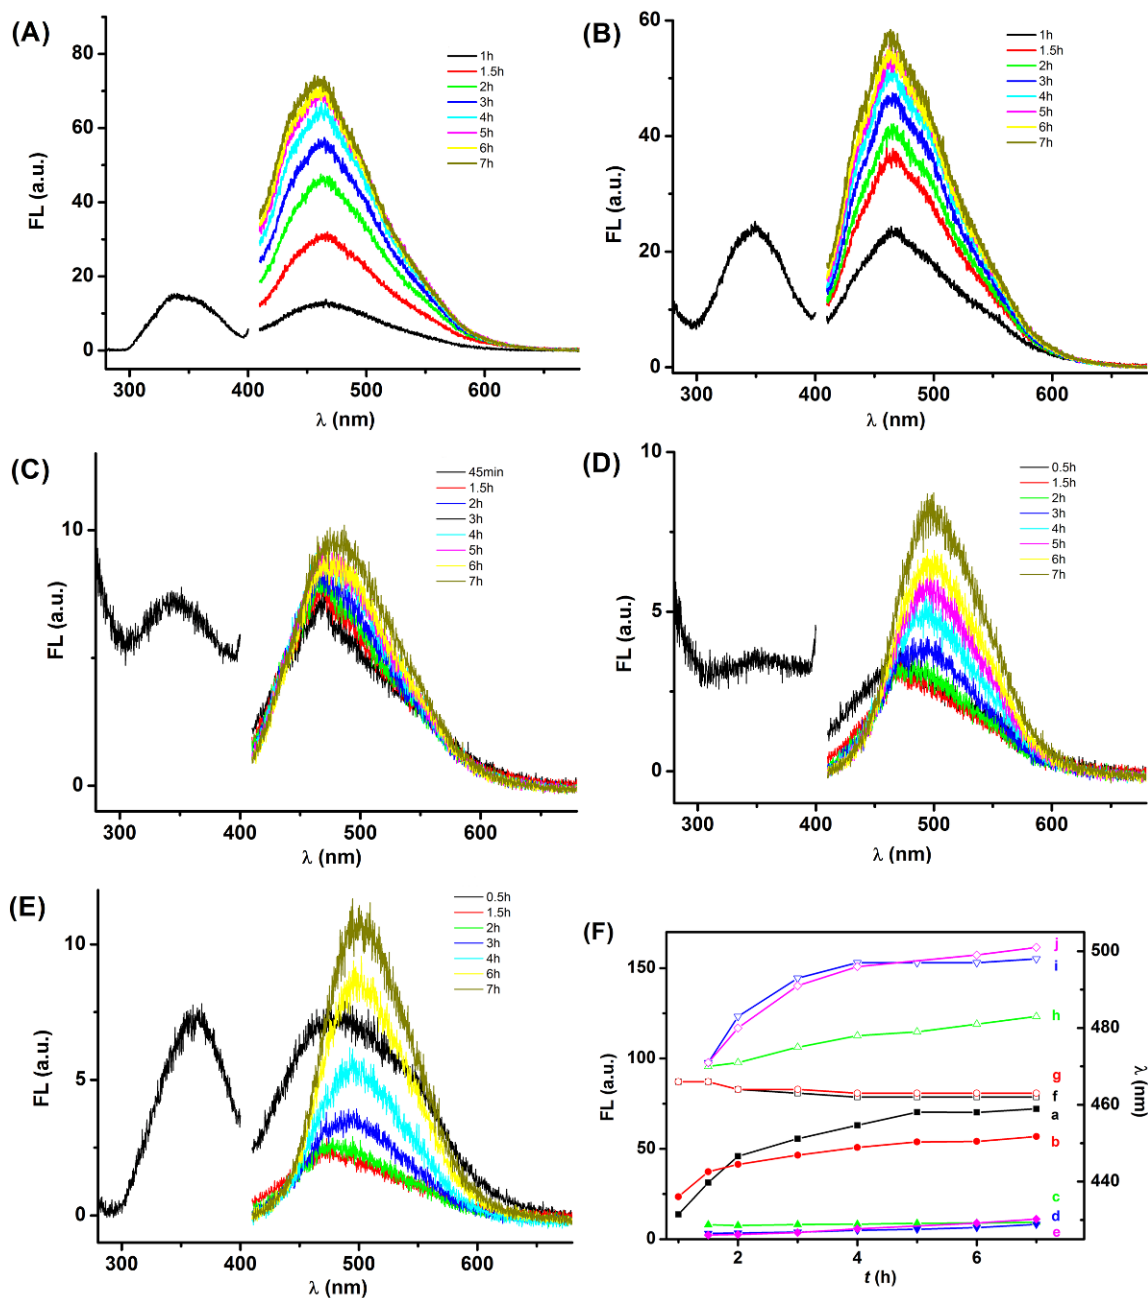 (A)
1h
1.5h
2h
3h
4h
5h
6h
7h
80
60
40
20
0
FL (a.u.)
300 400 500 600
λ (nm)
(B)
1h
1.5h
2h
3h
4h
5h
6h
7h
60
40
20
0
FL (a.u.)
300 400 500 600
λ (nm)
(C)
45min
1.5h
2h
3h
4h
5h
6h
7h
10
0
FL (a.u.)
300 400 500 600
λ (nm)
(D)
0.5h
1.5h
2h
3h
4h
5h
6h
7h
10
5
0
FL (a.u.)
300 400 500 600
λ (nm)
(E)
0.5h
1.5h
2h
3h
4h
6h
7h
10
5
0
FL (a.u.)
300 400 500 600
λ (nm)
(F)
150
100
50
0
FL (a.u.)
j
i
h
g
f
a
b
c
d
e
500
480
460
440
λ (nm)
2 4 6
t (h)